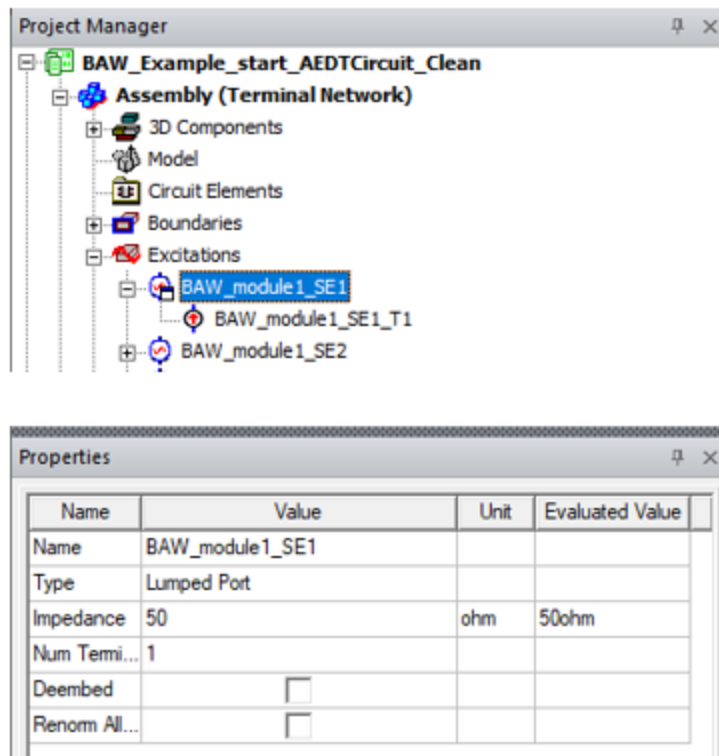 Project Manager
BAW_Example_start_AEDTCircuit_Clean
Assembly (Terminal Network)
3D Components
Model
Circuit Elements
Boundaries
Excitations
BAW_module1_SE1
BAW_module1_SE1_T1
BAW_module1_SE2
Properties
Name Value Unit Evaluated Value
Name BAW_module1_SE1
Type Lumped Port
Impedance 50 ohm 50ohm
Num Termi... 1
Deembed
Renorm All...